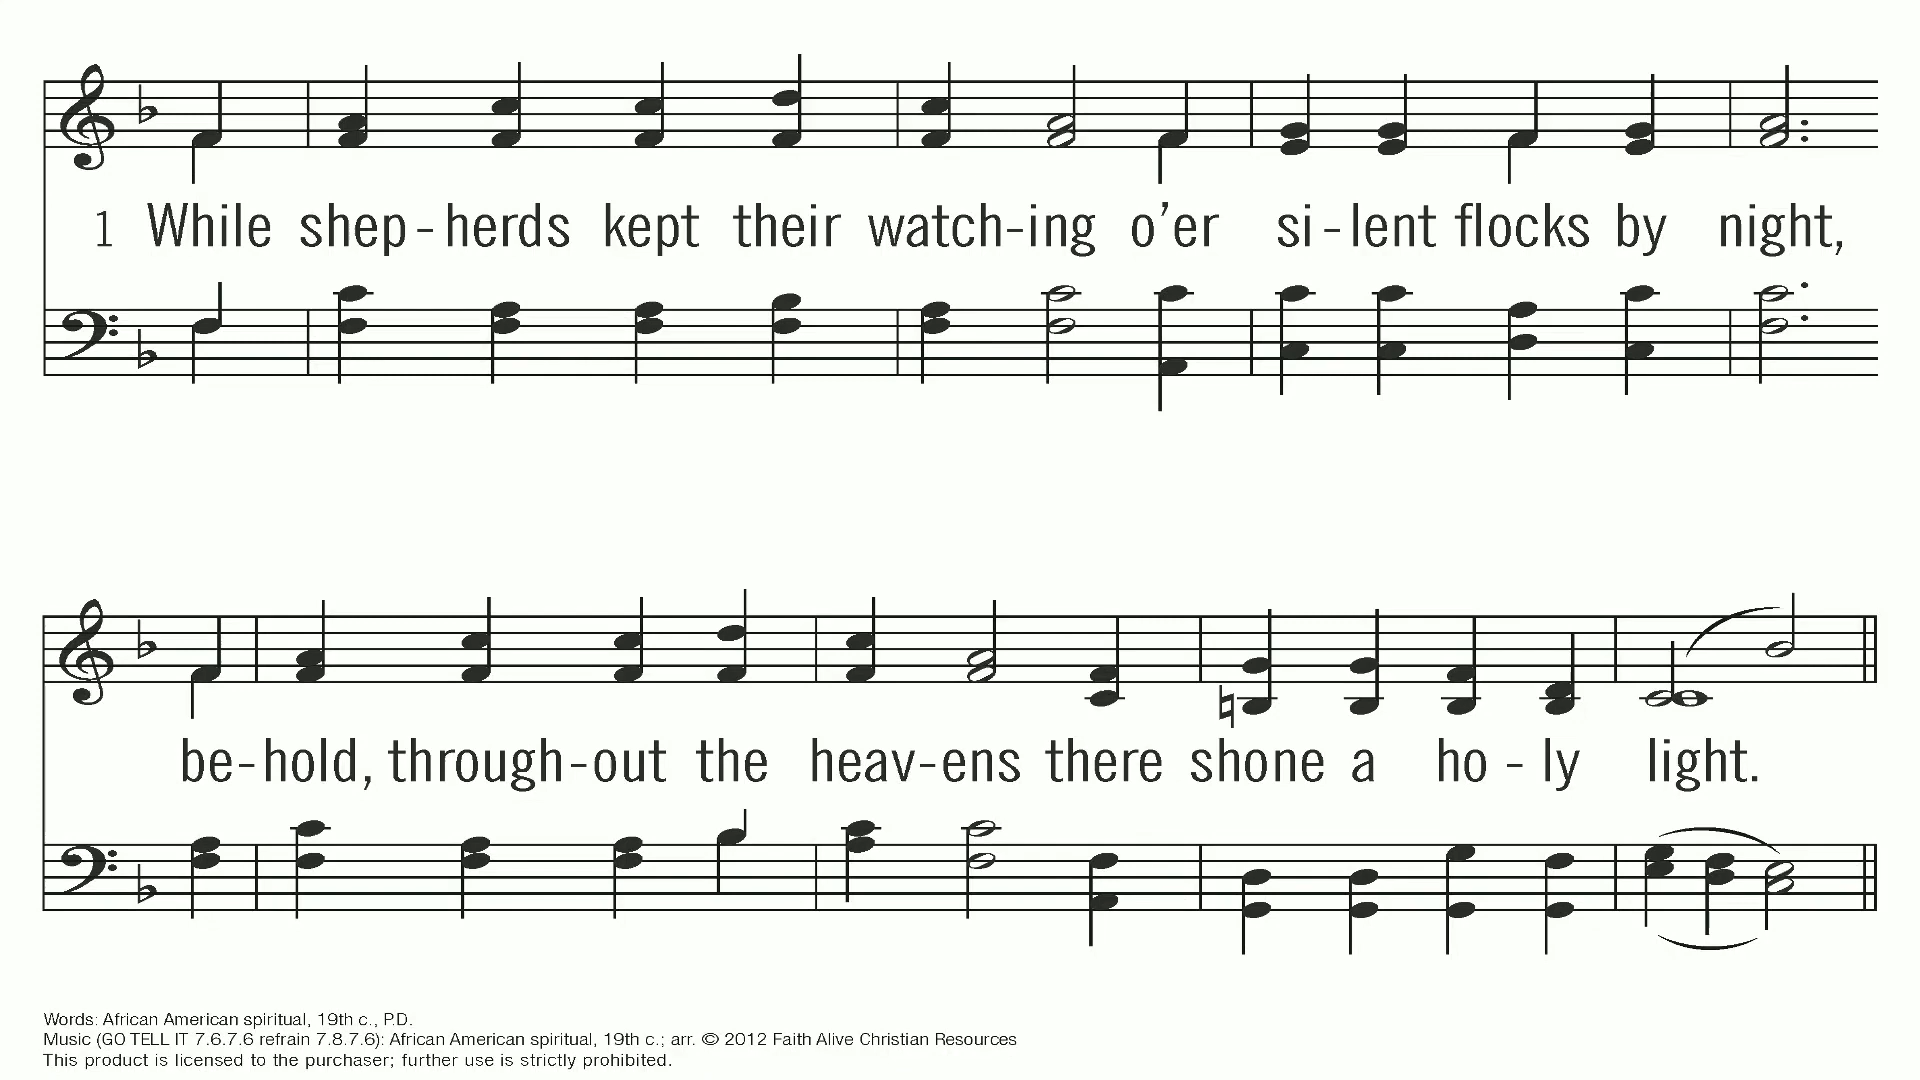 1 While shep - herds kept their watch-ing o’er si - lent flocks by night,
be-hold, through-out the heav-ens there shone a ho - ly light.
Words: African American spiritual, 19th c., P.D.
Music (GO TELL IT 7.6.7.6 refrain 7.8.7.6): African American spiritual, 19th c.; arr. © 2012 Faith Alive Christian Resources
This product is licensed to the purchaser; further use is strictly prohibited.